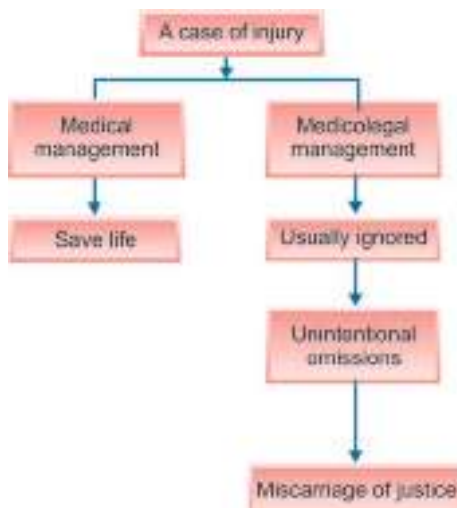 A case of injury
Medical
management
Medicolegal
management
Save life
Usually ignored
Unintentional
omissions
Miscarriage of justice